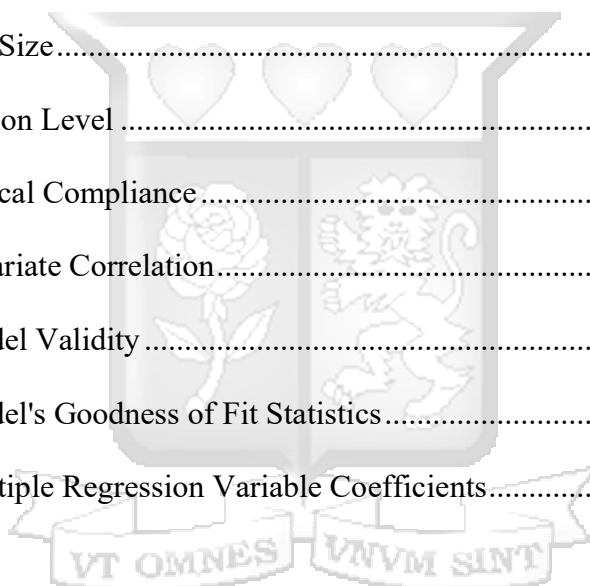 Size....................................................................
on Level ............................................................
cal Compliance..................................................
ariate Correlation................................................
del Validity.........................................................
del's Goodness of Fit Statistics...........................
tiple Regression Variable Coefficients..............
VT OMNES VNVM SINT